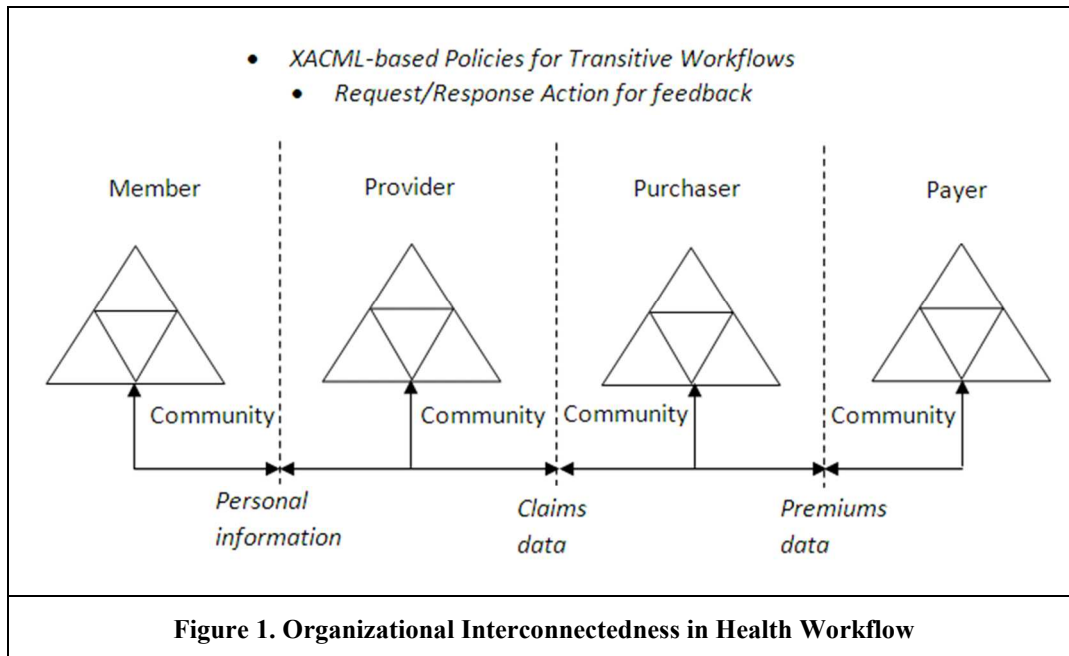 • XACML-based Policies for Transitive Workflows
• Request/Response Action for feedback
Member
Provider
Purchaser
Payer
Community
Community
Community
Community
Personal
information
Claims
data
Premiums
data
Figure 1. Organizational Interconnectedness in Health Workflow